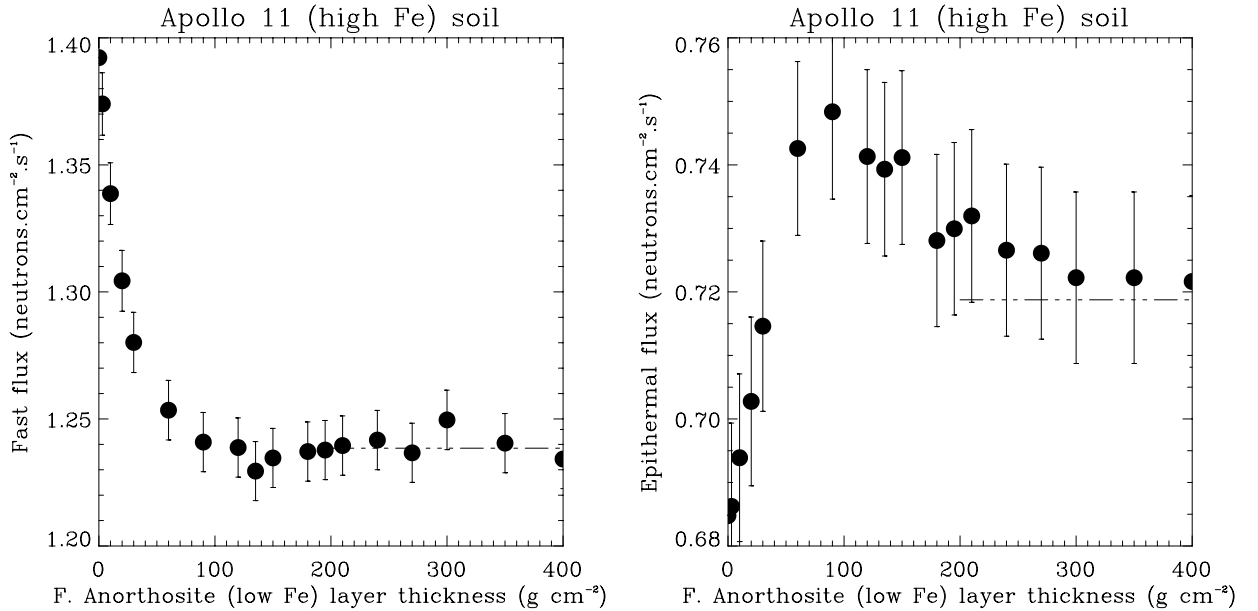 Apollo 11 (high Fe) soil
1.40
1.35
1.30
1.25
1.20
Fast flux (neutrons.cm⁻².s⁻¹)
0 100 200 300 400
F. Anorthosite (low Fe) layer thickness (g cm⁻²)
Apollo 11 (high Fe) soil
0.76
0.74
0.72
0.70
0.68
Epithermal flux (neutrons.cm⁻².s⁻¹)
0 100 200 300 400
F. Anorthosite (low Fe) layer thickness (g cm⁻²)